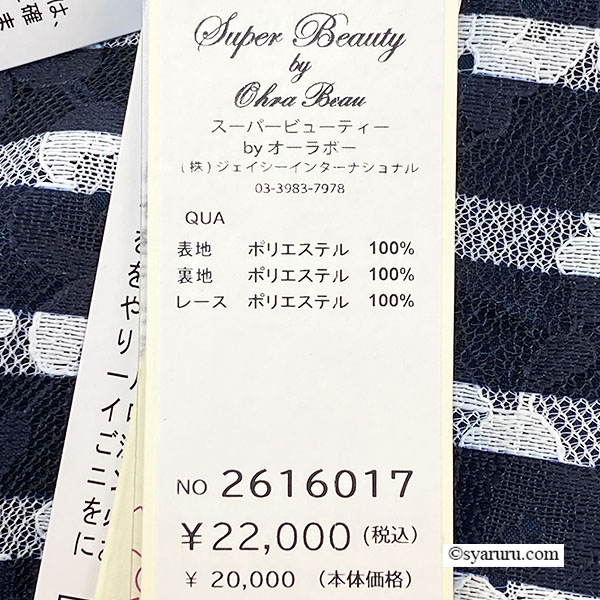 Super Beauty
by
Ohra Beau
スーパービューティー
by オーラボー
(株)ジェイシーインターナショナル
03-3983-7978
QUA
表地 ポリエステル 100%
裏地 ポリエステル 100%
レース ポリエステル 100%
NO 2616017
¥22,000(税込)
¥ 20,000 (本体価格)
©syaruru.com